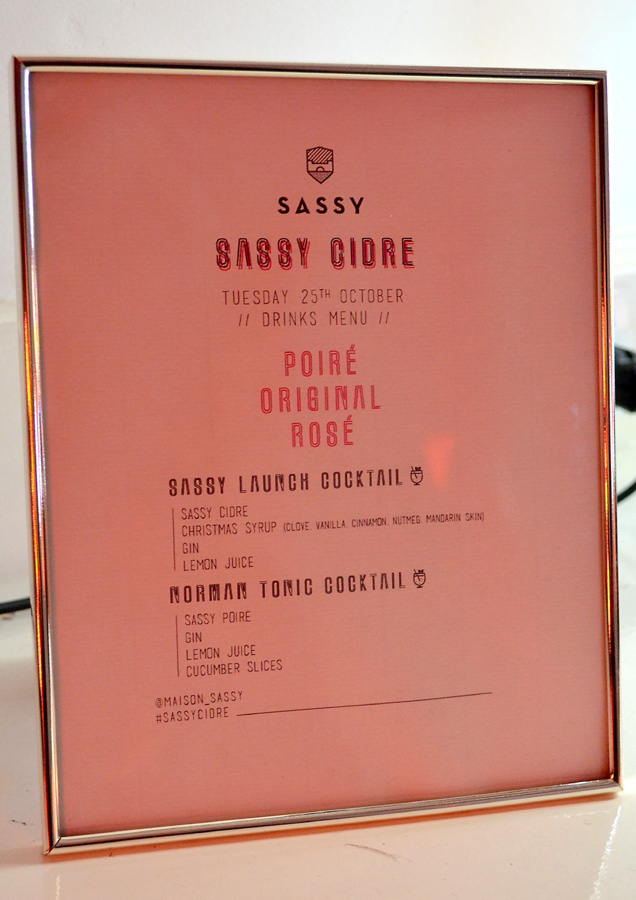 SASSY
SASSY CIDRE
TUESDAY 25TH OCTOBER
// DRINKS MENU //
POIRÉ
ORIGINAL
ROSÉ
SASSY LAUNCH COCKTAIL
SASSY CIDRE
CHRISTMAS SYRUP (CLOVE, VANILLA, CINNAMON, NUTMEG, MANDARIN SKIN)
GIN
LEMON JUICE
NORMAN TONIC COCKTAIL
SASSY POIRE
GIN
LEMON JUICE
CUCUMBER SLICES
@MAISON_SASSY
#SASSYCIDRE